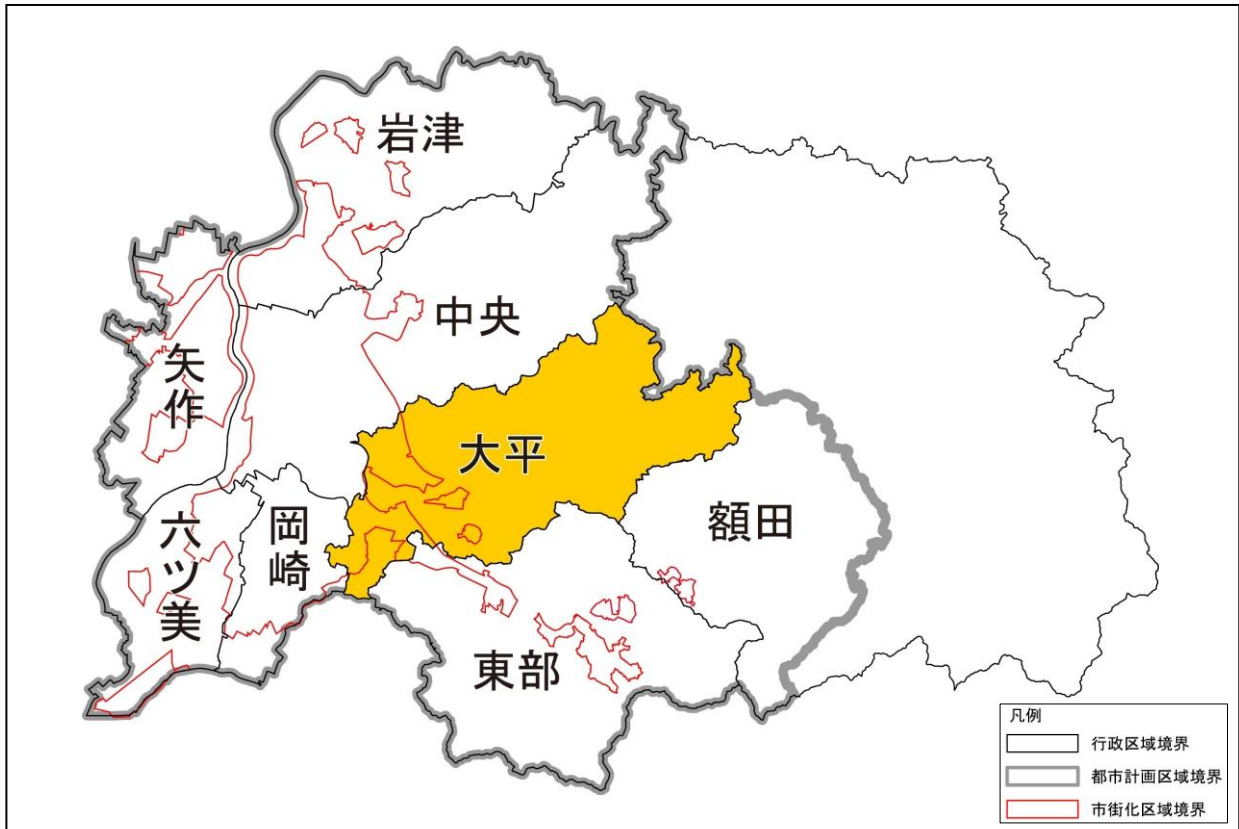 岩津
中央
矢作
大平
岡崎
額田
六ツ美
東部
凡例
行政区域境界
都市計画区域境界
市街化区域境界